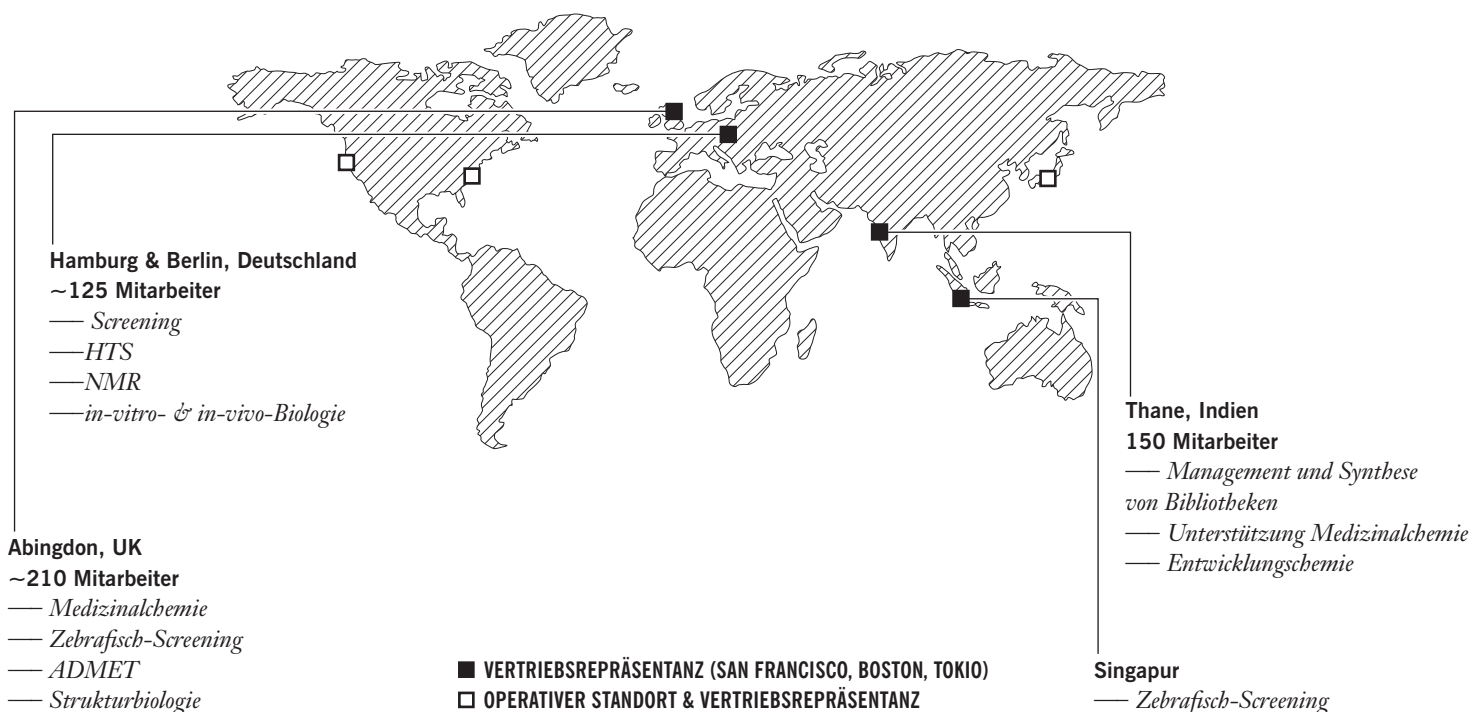 Hamburg & Berlin, Deutschland
~125 Mitarbeiter
— Screening
—HTS
—NMR
—in-vitro- & in-vivo-Biologie
Abingdon, UK
~210 Mitarbeiter
— Medizinalchemie
— Zebrafisch-Screening
— ADMET
— Strukturbiologie
■ VERTRIEBSREPRÄSENTANZ (SAN FRANCISCO, BOSTON, TOKIO)
□ OPERATIVER STANDORT & VERTRIEBSREPRÄSENTANZ
Thane, Indien
150 Mitarbeiter
— Management und Synthese
von Bibliotheken
— Unterstützung Medizinalchemie
— Entwicklungschemie
Singapur
— Zebrafisch-Screening